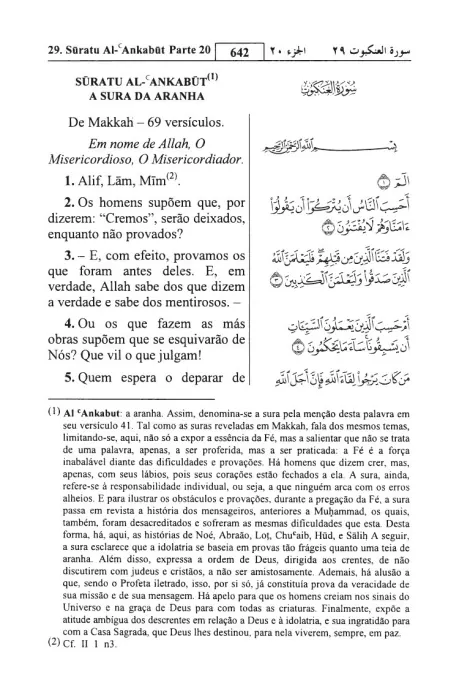 29. Sūratu Al-ᶜAnkabūt Parte 20 642 الجزء ٢٠ سورة العنكبوت ٢٩
SŪRATU AL-ᶜANKABŪT(1)
A SURA DA ARANHA
سُورَةُ العَنكَبُوتِ
De Makkah – 69 versículos.
Em nome de Allah, O
Misericordioso, O Misericordiador.
بِسْمِ اللَّهِ الرَّحْمَٰنِ الرَّحِيمِ
1. Alif, Lām, Mīm(2).
الٓمٓ ١
2. Os homens supõem que, por
dizerem: “Cremos”, serão deixados,
enquanto não provados?
أَحَسِبَ ٱلنَّاسُ أَن يُتْرَكُوٓا۟ أَن يَقُولُوٓا۟
ءَامَنَّا وَهُمْ لَا يُفْتَنُونَ ٢
3. – E, com efeito, provamos os
que foram antes deles. E, em
verdade, Allah sabe dos que dizem
a verdade e sabe dos mentirosos. –
وَلَقَدْ فَتَنَّا ٱلَّذِينَ مِن قَبْلِهِمْ فَلَيَعْلَمَنَّ ٱللَّهُ
ٱلَّذِينَ صَدَقُوا۟ وَلَيَعْلَمَنَّ ٱلْكَٰذِبِينَ ٣
4. Ou os que fazem as más
obras supõem que se esquivarão de
Nós? Que vil o que julgam!
أَمْ حَسِبَ ٱلَّذِينَ يَعْمَلُونَ ٱلسَّيِّـَٔاتِ
أَن يَسْبِقُونَا سَآءَ مَا يَحْكُمُونَ ٤
5. Quem espera o deparar de
مَن كَانَ يَرْجُوا۟ لِقَآءَ ٱللَّهِ فَإِنَّ أَجَلَ ٱللَّهِ
(1) Al ᶜAnkabut: a aranha. Assim, denomina-se a sura pela menção desta palavra em
seu versículo 41. Tal como as suras reveladas em Makkah, fala dos mesmos temas,
limitando-se, aqui, não só a expor a essência da Fé, mas a salientar que não se trata
de uma palavra, apenas, a ser proferida, mas a ser praticada: a Fé é a força
inabalável diante das dificuldades e provações. Há homens que dizem crer, mas,
apenas, com seus lábios, pois seus corações estão fechados a ela. A sura, ainda,
refere-se à responsabilidade individual, ou seja, a que ninguém arca com os erros
alheios. E para ilustrar os obstáculos e provações, durante a pregação da Fé, a sura
passa em revista a história dos mensageiros, anteriores a Muḥammad, os quais,
também, foram desacreditados e sofreram as mesmas dificuldades que esta. Desta
forma, há, aqui, as histórias de Noé, Abraão, Lot, Chuᶜaib, Hūd, e Sālih A seguir,
a sura esclarece que a idolatria se baseia em provas tão frágeis quanto uma teia de
aranha. Além disso, expressa a ordem de Deus, dirigida aos crentes, de não
discutirem com judeus e cristãos, a não ser amistosamente. Ademais, há alusão a
que, sendo o Profeta iletrado, isso, por si só, já constituía prova da veracidade de
sua missão e de sua mensagem. Há apelo para que os homens creiam nos sinais do
Universo e na graça de Deus para com todas as criaturas. Finalmente, expõe a
atitude ambígua dos descrentes em relação a Deus e à idolatria, e sua ingratidão para
com a Casa Sagrada, que Deus lhes destinou, para nela viverem, sempre, em paz.
(2) Cf. II 1 n3.